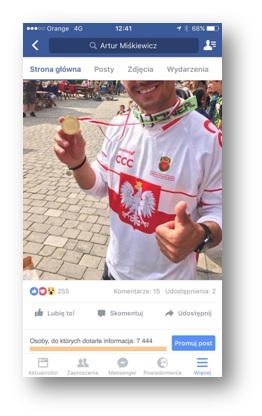 Orange 4G 12:41 68%
Artur Miśkiewicz
Strona główna Posty Zdjęcia Wydarzenia
CCC
255 Komentarze: 15 Udostępnienia: 2
Lubię to! Skomentuj Udostępnij
Osoby, do których dotarła informacja: 7 444 Promuj post
Aktualności Zaproszenia Messenger Powiadomienia Więcej